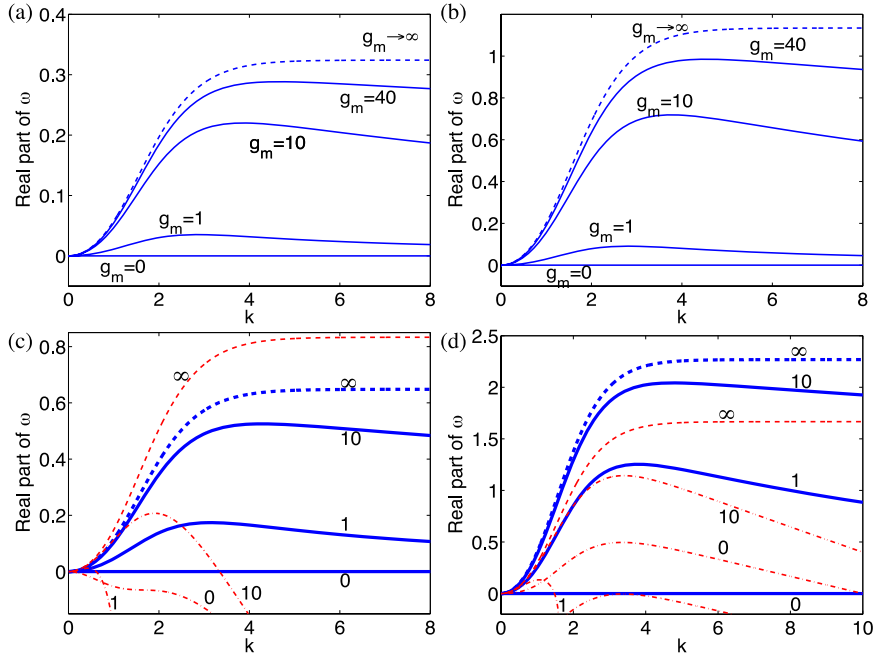 (a)
0.4
0.3
0.2
0.1
0
Real part of ω
g_m→∞
g_m=40
g_m=10
g_m=1
g_m=0
0 2 4 6 8
k
(b)
1
0.8
0.6
0.4
0.2
0
Real part of ω
g_m→∞
g_m=40
g_m=10
g_m=1
g_m=0
0 2 4 6 8
k
(c)
0.8
0.6
0.4
0.2
0
Real part of ω
∞
∞
10
1
0
1
0
10
0 2 4 6 8
k
(d)
2.5
2
1.5
1
0.5
0
Real part of ω
∞
10
∞
1
10
0
1
0
0 2 4 6 8 10
k